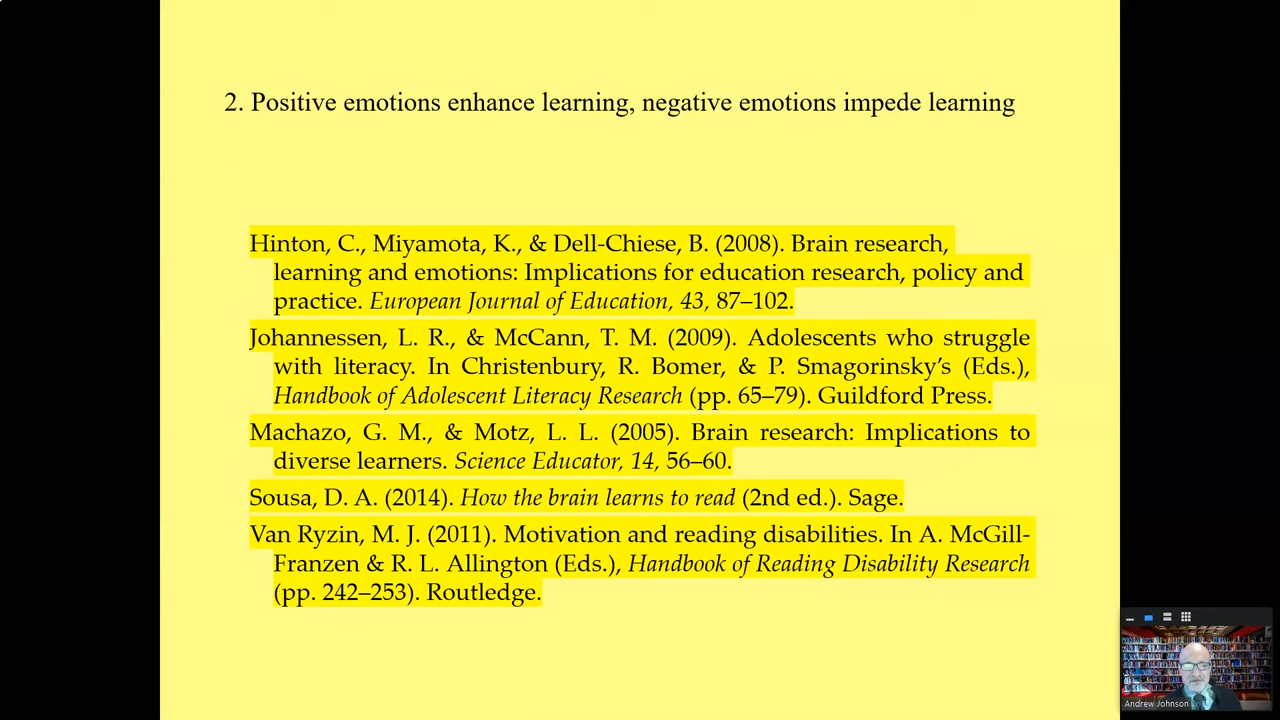 2. Positive emotions enhance learning, negative emotions impede learning
Hinton, C., Miyamota, K., & Dell-Chiese, B. (2008). Brain research,
learning and emotions: Implications for education research, policy and
practice. European Journal of Education, 43, 87–102.
Johannessen, L. R., & McCann, T. M. (2009). Adolescents who struggle
with literacy. In Christenbury, R. Bomer, & P. Smagorinsky’s (Eds.),
Handbook of Adolescent Literacy Research (pp. 65–79). Guildford Press.
Machazo, G. M., & Motz, L. L. (2005). Brain research: Implications to
diverse learners. Science Educator, 14, 56–60.
Sousa, D. A. (2014). How the brain learns to read (2nd ed.). Sage.
Van Ryzin, M. J. (2011). Motivation and reading disabilities. In A. McGill-
Franzen & R. L. Allington (Eds.), Handbook of Reading Disability Research
(pp. 242–253). Routledge.
Andrew Johnson